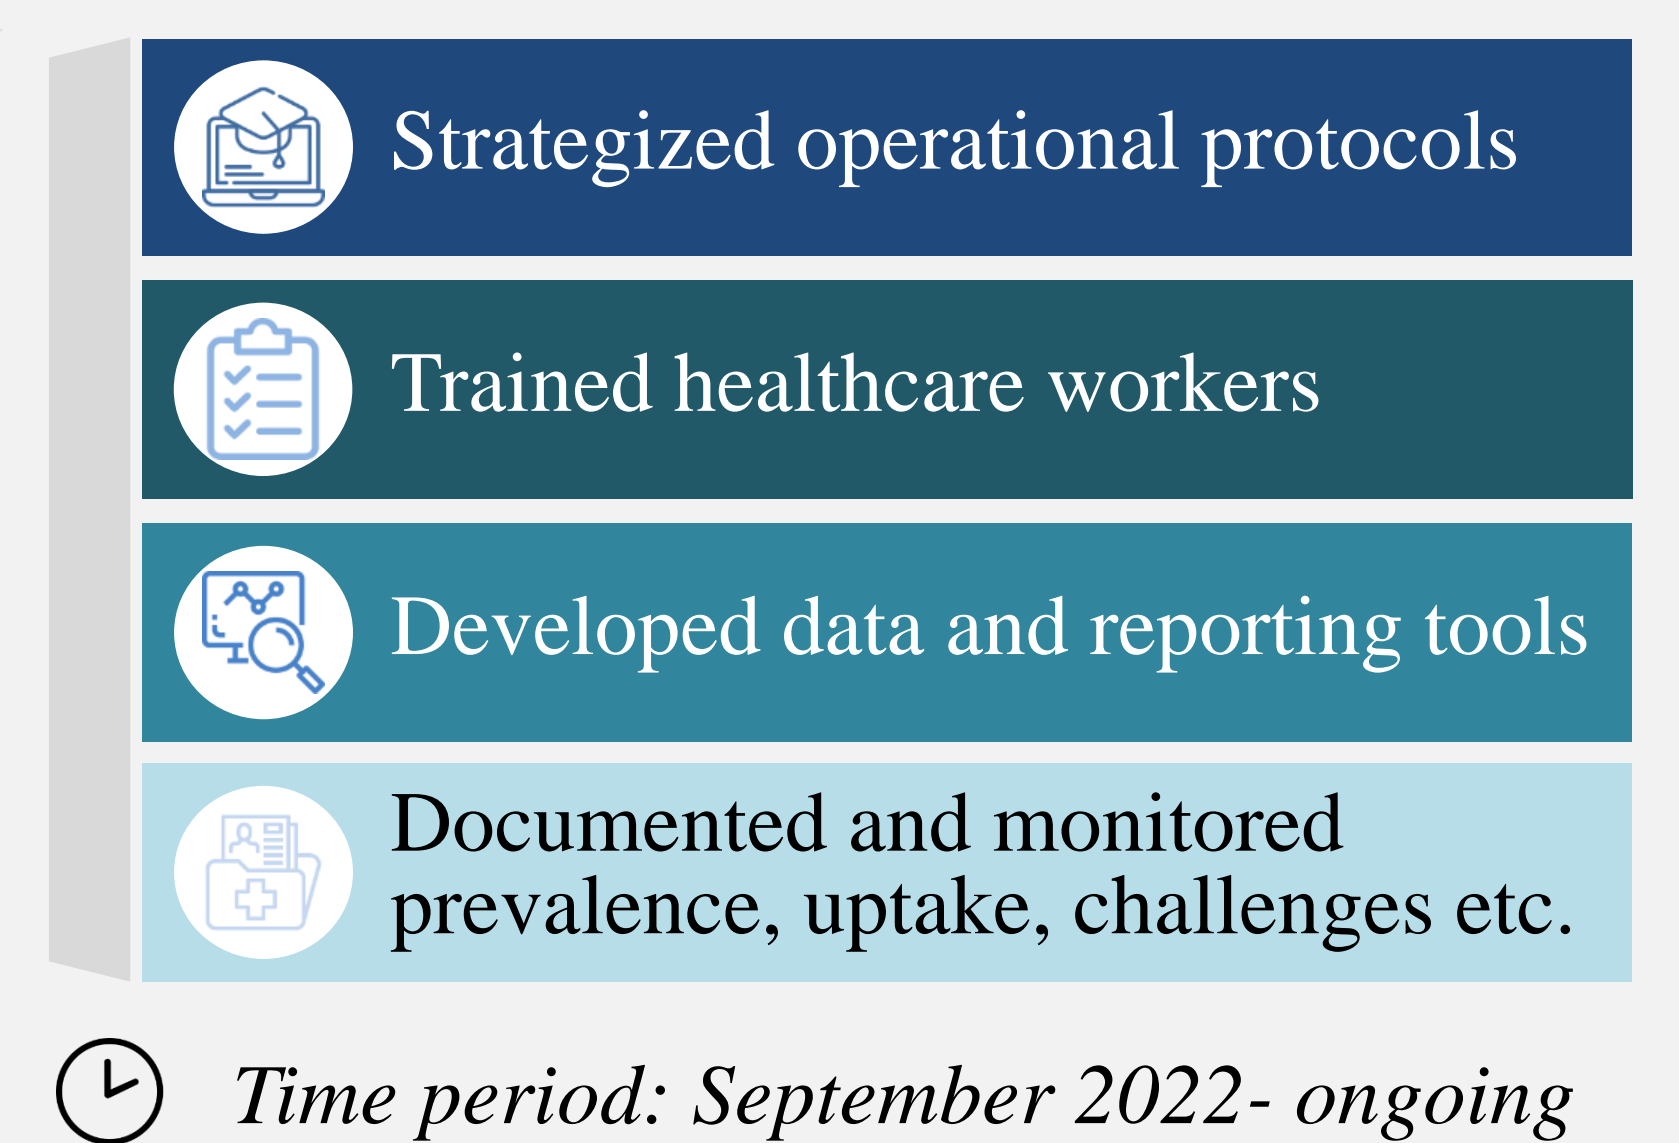 Strategized operational protocols
Trained healthcare workers
Developed data and reporting tools
Documented and monitored
prevalence, uptake, challenges etc.
Time period: September 2022- ongoing